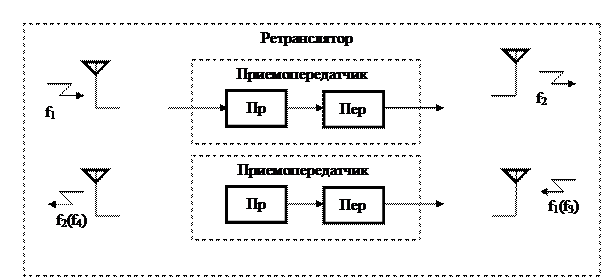 Ретранслятор
Приемопередатчик
f1
Пр
Пер
f2
Приемопередатчик
f2(f4)
Пр
Пер
f1(f3)